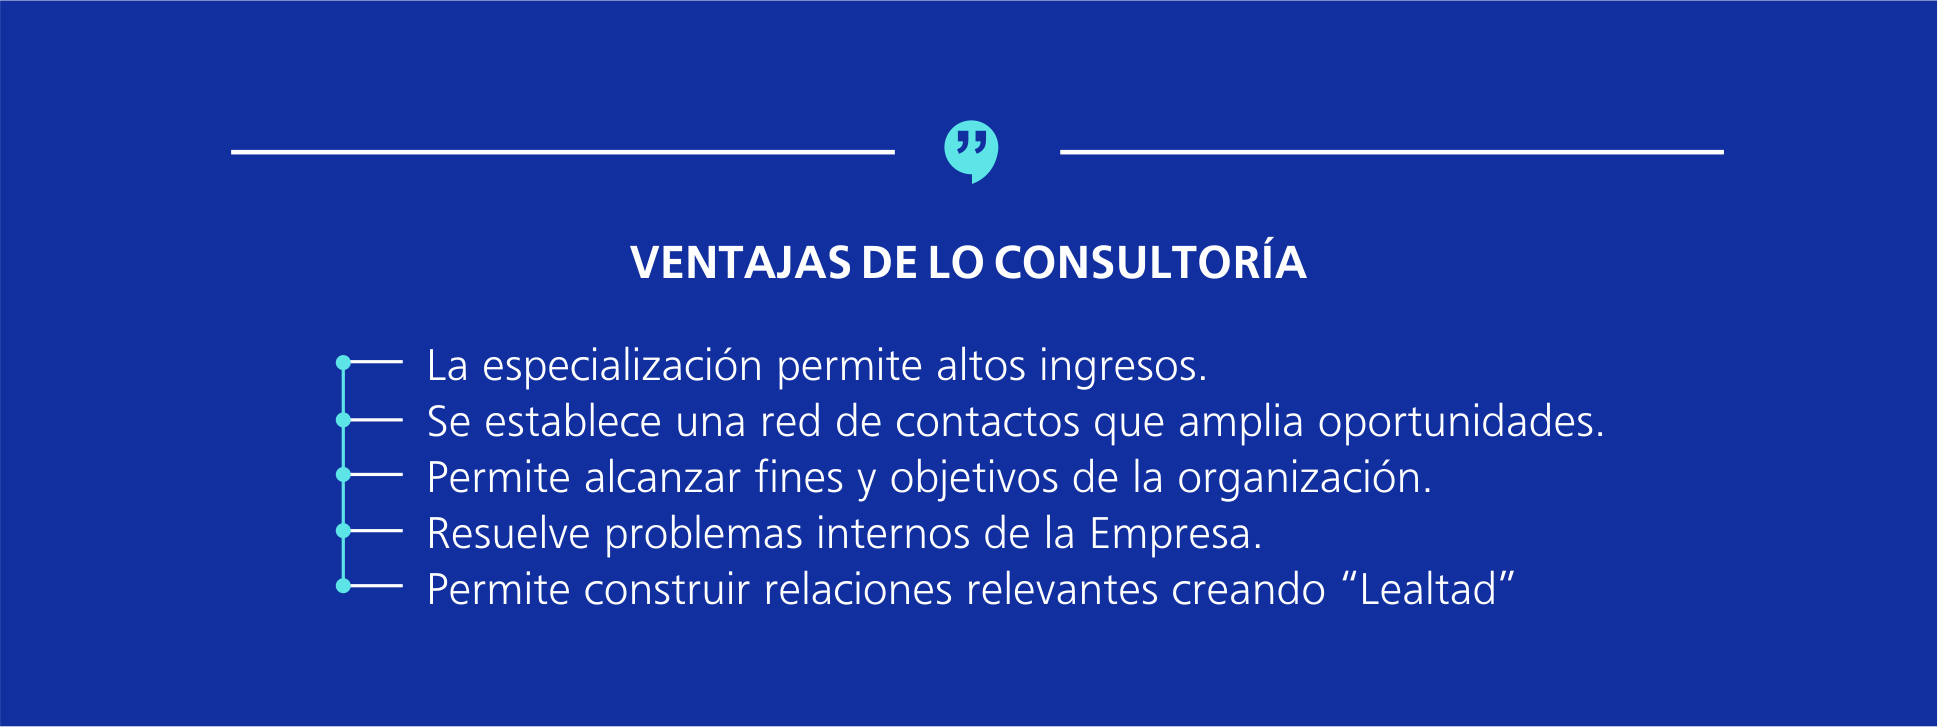 VENTAJAS DE LO CONSULTORÍA
La especialización permite altos ingresos.
Se establece una red de contactos que amplia oportunidades.
Permite alcanzar fines y objetivos de la organización.
Resuelve problemas internos de la Empresa.
Permite construir relaciones relevantes creando “Lealtad”